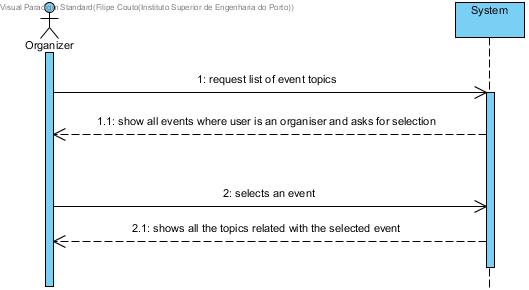 Visual Paradigm Standard(Filipe Couto(Instituto Superior de Engenharia do Porto))
System
Organizer
1: request list of event topics
1.1: show all events where user is an organiser and asks for selection
2: selects an event
2.1: shows all the topics related with the selected event